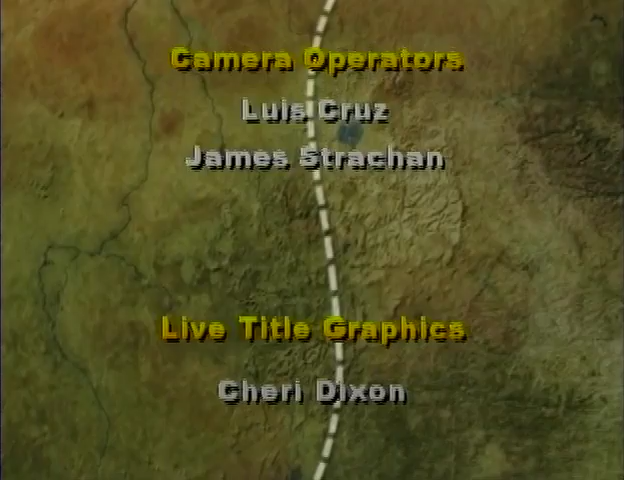 Camera Operators
Luis Cruz
James Strachan
Live Title Graphics
Cheri Dixon